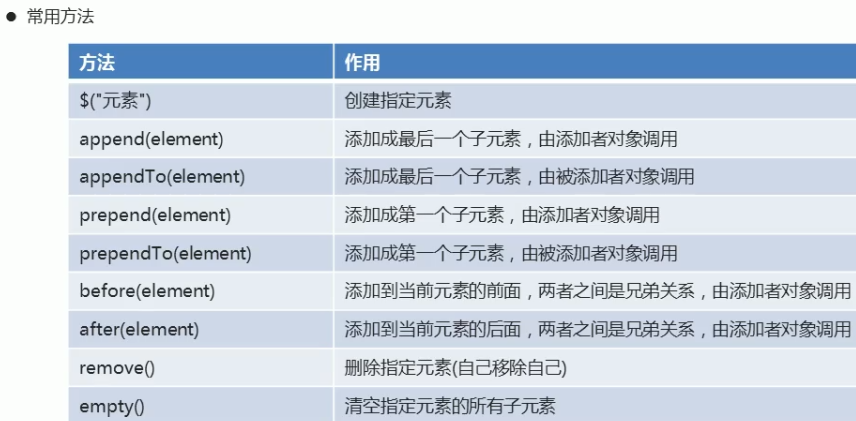 ● 常用方法
方法 作用
$("元素") 创建指定元素
append(element) 添加成最后一个子元素，由添加者对象调用
appendTo(element) 添加成最后一个子元素，由被添加者对象调用
prepend(element) 添加成第一个子元素，由添加者对象调用
prependTo(element) 添加成第一个子元素，由被添加者对象调用
before(element) 添加到当前元素的前面，两者之间是兄弟关系，由添加者对象调用
after(element) 添加到当前元素的后面，两者之间是兄弟关系，由添加者对象调用
remove() 删除指定元素(自己移除自己)
empty() 清空指定元素的所有子元素